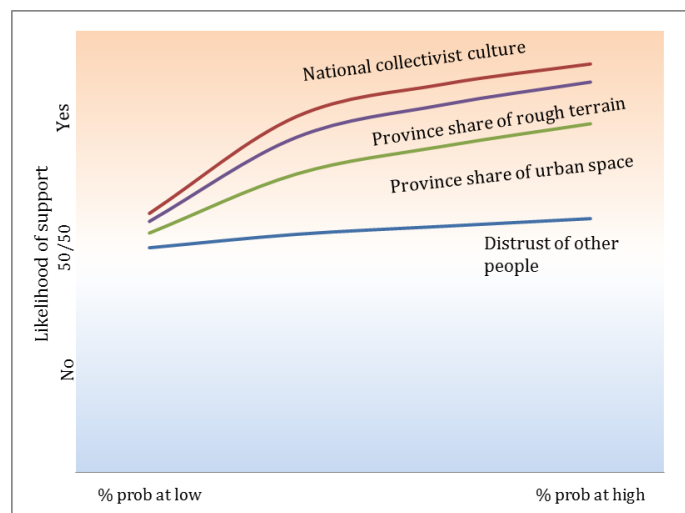 National collectivist culture
Province share of rough terrain
Province share of urban space
Distrust of other
people
Likelihood of support
Yes
50/50
No
% prob at low
% prob at high